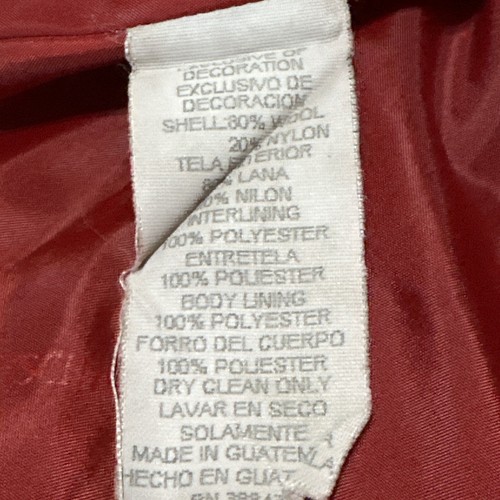 EXCLUSIVE OF
DECORATION
EXCLUSIVO DE
DECORACION
SHELL:80% WOOL
20% NYLON
TELA EXTERIOR
LANA
NILON
INTERLINING
100% POLYESTER
ENTRETELA
100% POLIESTER
BODY LINING
100% POLYESTER
FORRO DEL CUERPO
100% POLIESTER
DRY CLEAN ONLY
LAVAR EN SECO
SOLAMENTE
MADE IN GUATEMALA
HECHO EN GUAT